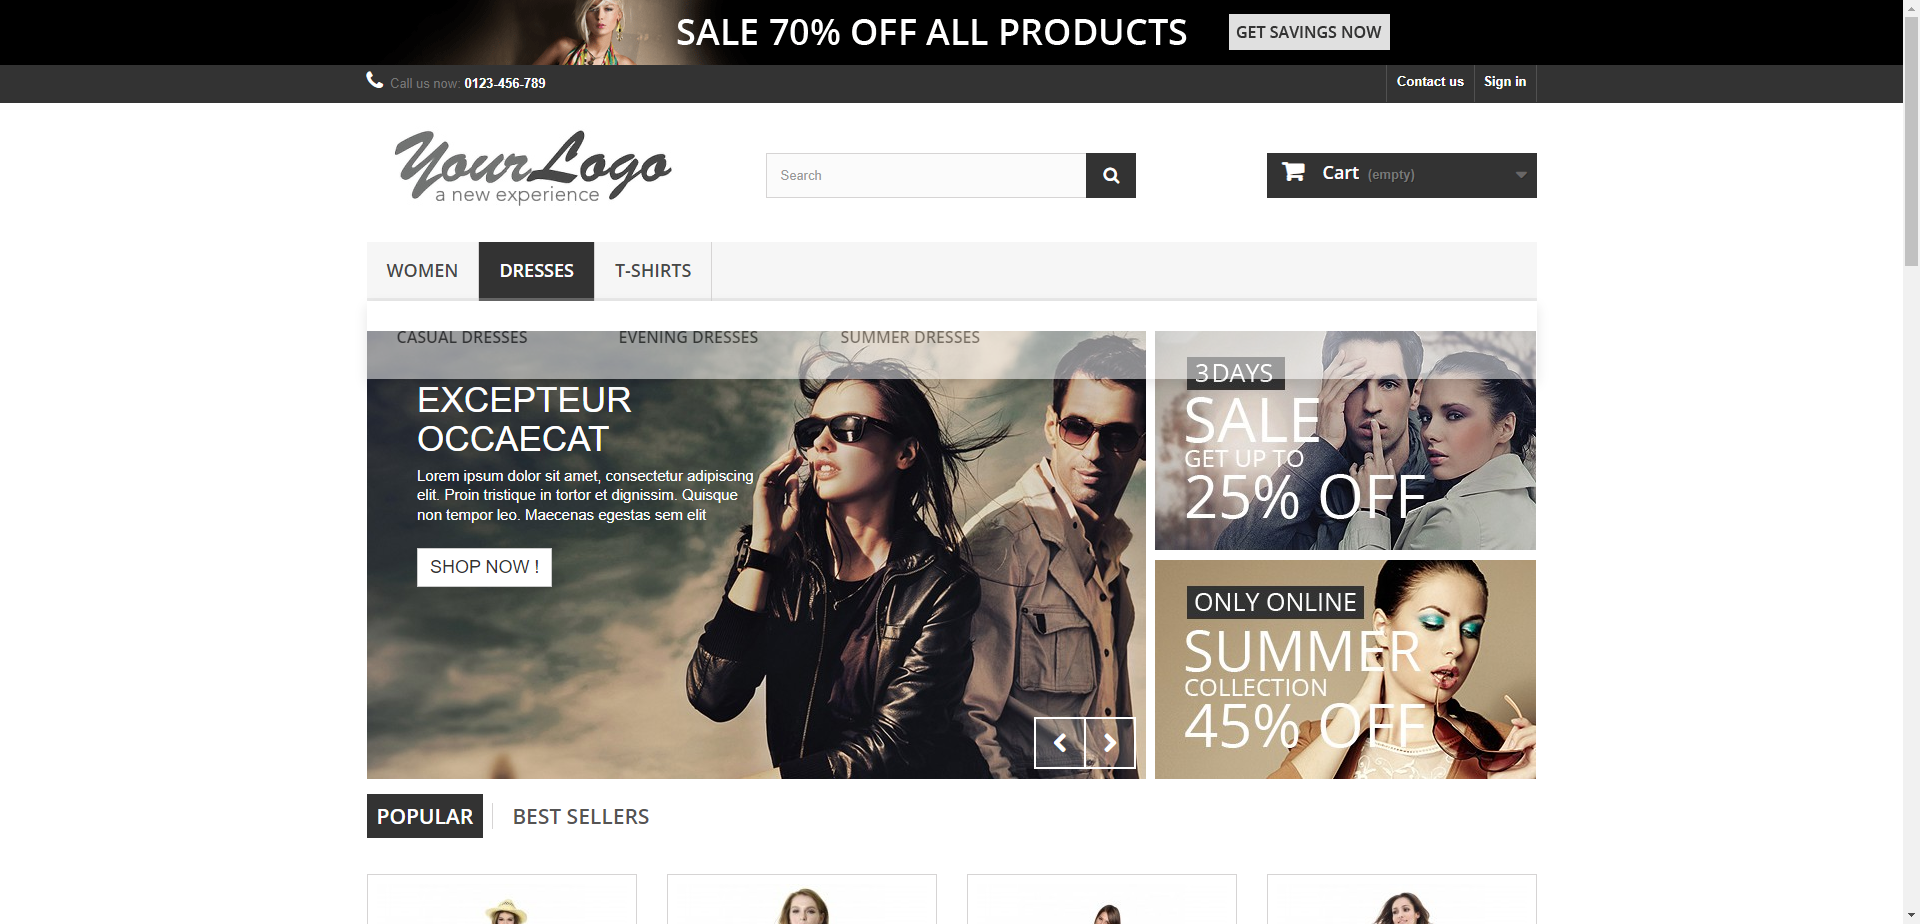 SALE 70% OFF ALL PRODUCTS
GET SAVINGS NOW
Call us now: 0123-456-789
Contact us
Sign in
YourLogo
a new experience
Search
Cart (empty)
WOMEN
DRESSES
T-SHIRTS
CASUAL DRESSES
EVENING DRESSES
SUMMER DRESSES
EXCEPTEUR
OCCAECAT
Lorem ipsum dolor sit amet, consectetur adipiscing
elit. Proin tristique in tortor et dignissim. Quisque
non tempor leo. Maecenas egestas sem elit
SHOP NOW !
3DAYS
SALE
GET UP TO
25% OFF
ONLY ONLINE
SUMMER
COLLECTION
45% OFF
POPULAR
BEST SELLERS